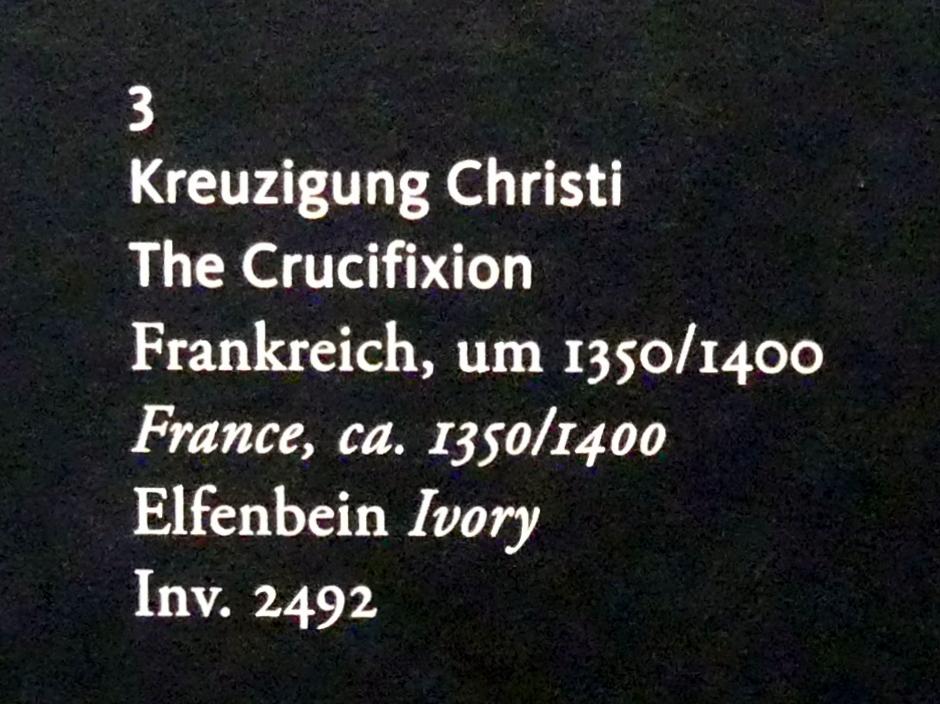 3
Kreuzigung Christi
The Crucifixion
Frankreich, um 1350/1400
France, ca. 1350/1400
Elfenbein Ivory
Inv. 2492